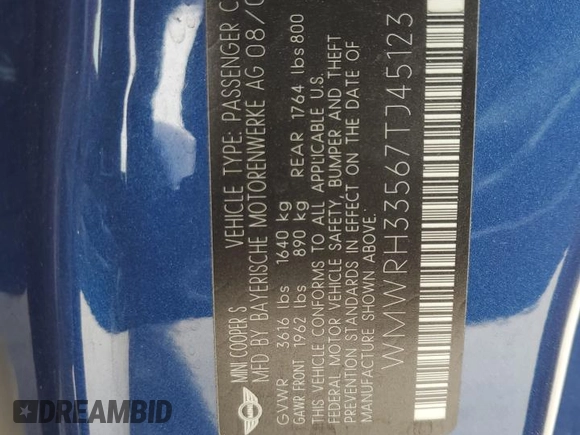 MINI COOPER S
VEHICLE TYPE: PASSENGER C
MFD BY BAYERISCHE MOTORENWERKE AG 08/0
GVWR 3616 lbs 1640 kg
GAWR FRONT 1962 lbs 890 kg REAR 1764 lbs 800
THIS VEHICLE CONFORMS TO ALL APPLICABLE U.S.
FEDERAL MOTOR VEHICLE SAFETY, BUMPER AND THEFT
PREVENTION STANDARDS IN EFFECT ON THE DATE OF
MANUFACTURE SHOWN ABOVE:
WMWRH33567TJ45123
DREAMBID